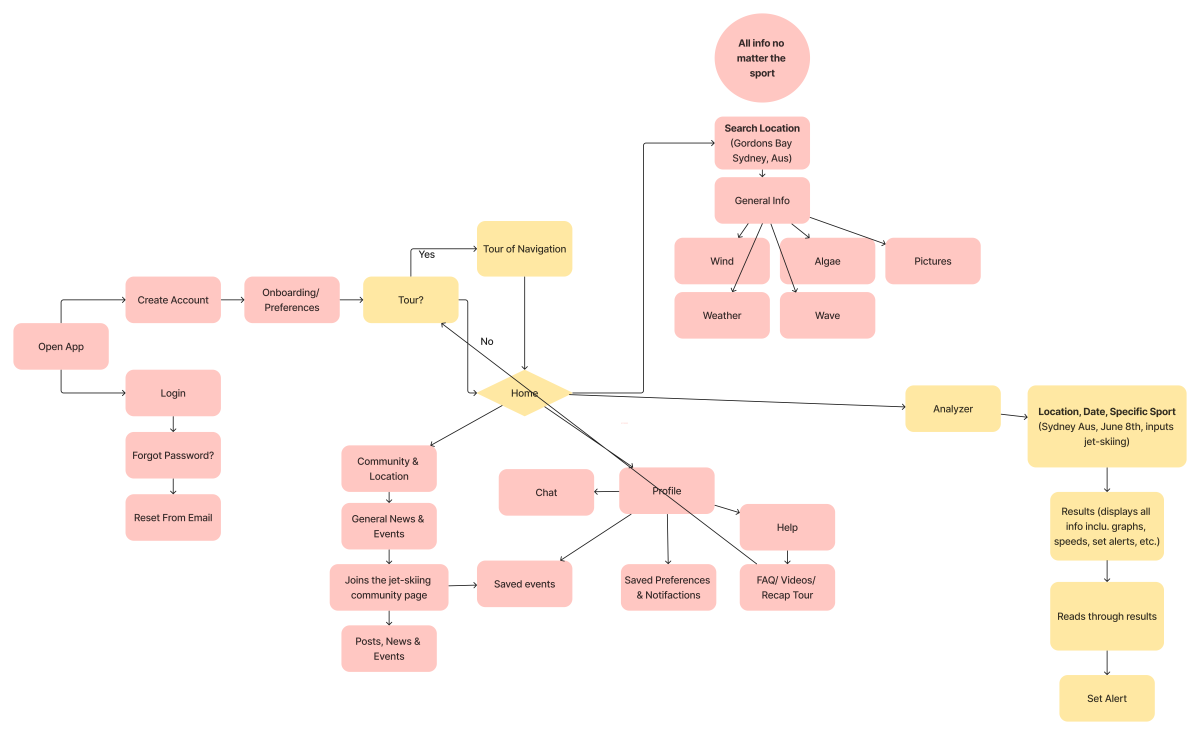 All info no
matter the
sport
Search Location
(Gordons Bay
Sydney, Aus)
General Info
Wind
Algae
Pictures
Weather
Wave
Yes
Tour of Navigation
Create Account
Onboarding/
Preferences
Tour?
Open App
No
Login
Home
Forgot Password?
Reset From Email
Analyzer
Location, Date, Specific Sport
(Sydney Aus, June 8th, inputs
jet-skiing)
Results (displays all
info inclu. graphs,
speeds, set alerts, etc.)
Reads through results
Set Alert
Community &
Location
General News &
Events
Joins the jet-skiing
community page
Posts, News &
Events
Chat
Profile
Help
Saved events
Saved Preferences
& Notifactions
FAQ/ Videos/
Recap Tour